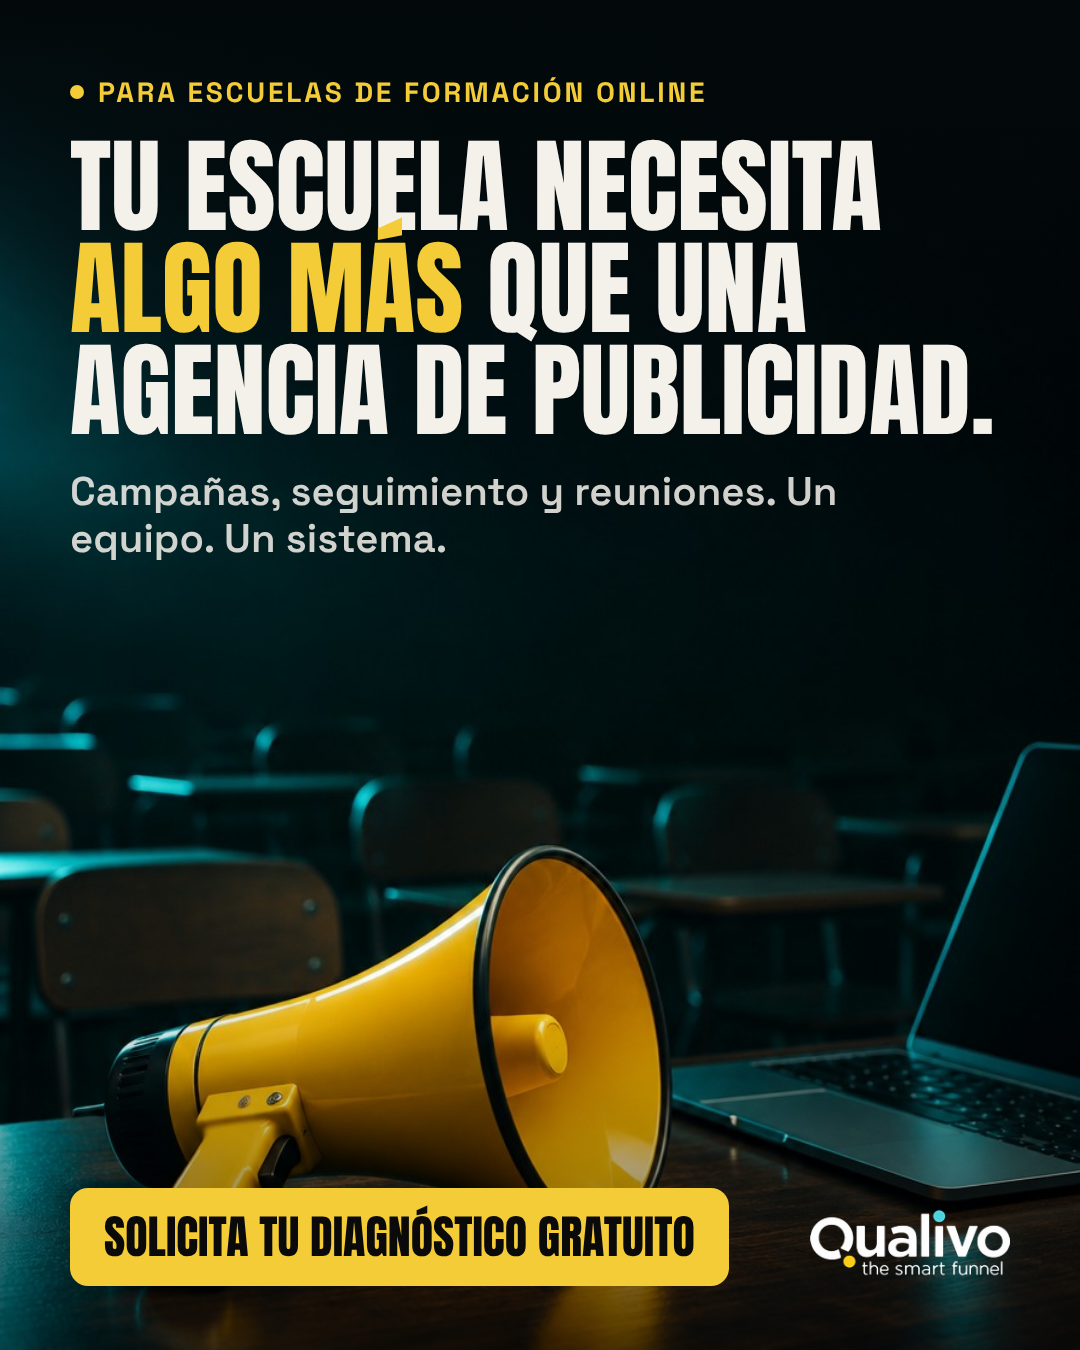 PARA ESCUELAS DE FORMACIÓN ONLINE
TU ESCUELA NECESITA
ALGO MÁS QUE UNA
AGENCIA DE PUBLICIDAD.
Campañas, seguimiento y reuniones. Un
equipo. Un sistema.
SOLICITA TU DIAGNÓSTICO GRATUITO
Qualivo
the smart funnel